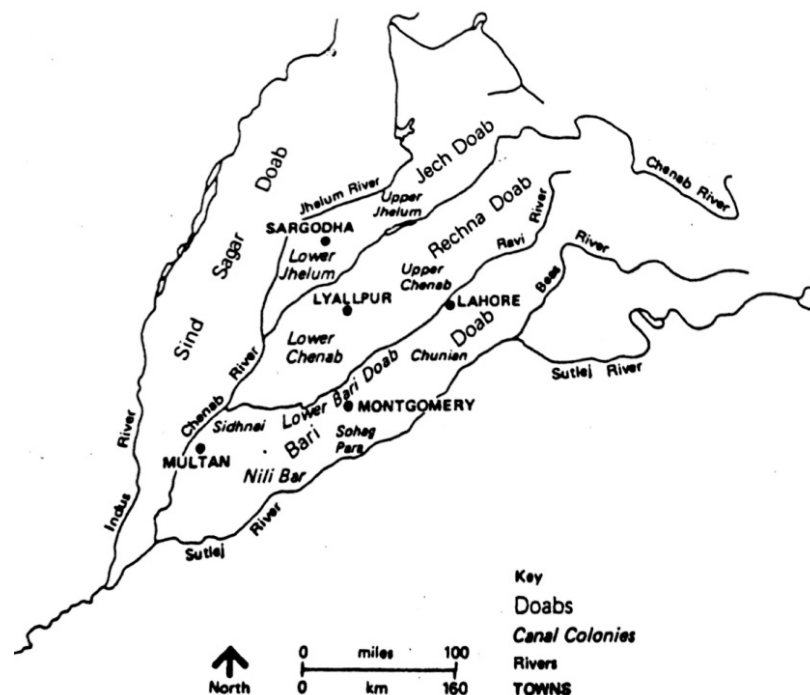 Jech Doab
Chenab River
Jhelum River
Upper
Jhelum
Rechna Doab
Sind Sagar Doab
SARGODHA
Lower
Jhelum
Upper
Chenab
Ravi River
Beas River
LYALLPUR
LAHORE
Lower
Chenab
Bari Doab
Chunian
Sutlej River
Chenab River
Lower Bari Doab
Sidhnai
MONTGOMERY
Sohag
Para
MULTAN
Nili Bar
Indus River
Sutlej River
Key
Doabs
Canal Colonies
Rivers
TOWNS
0 miles 100
0 km 160
North